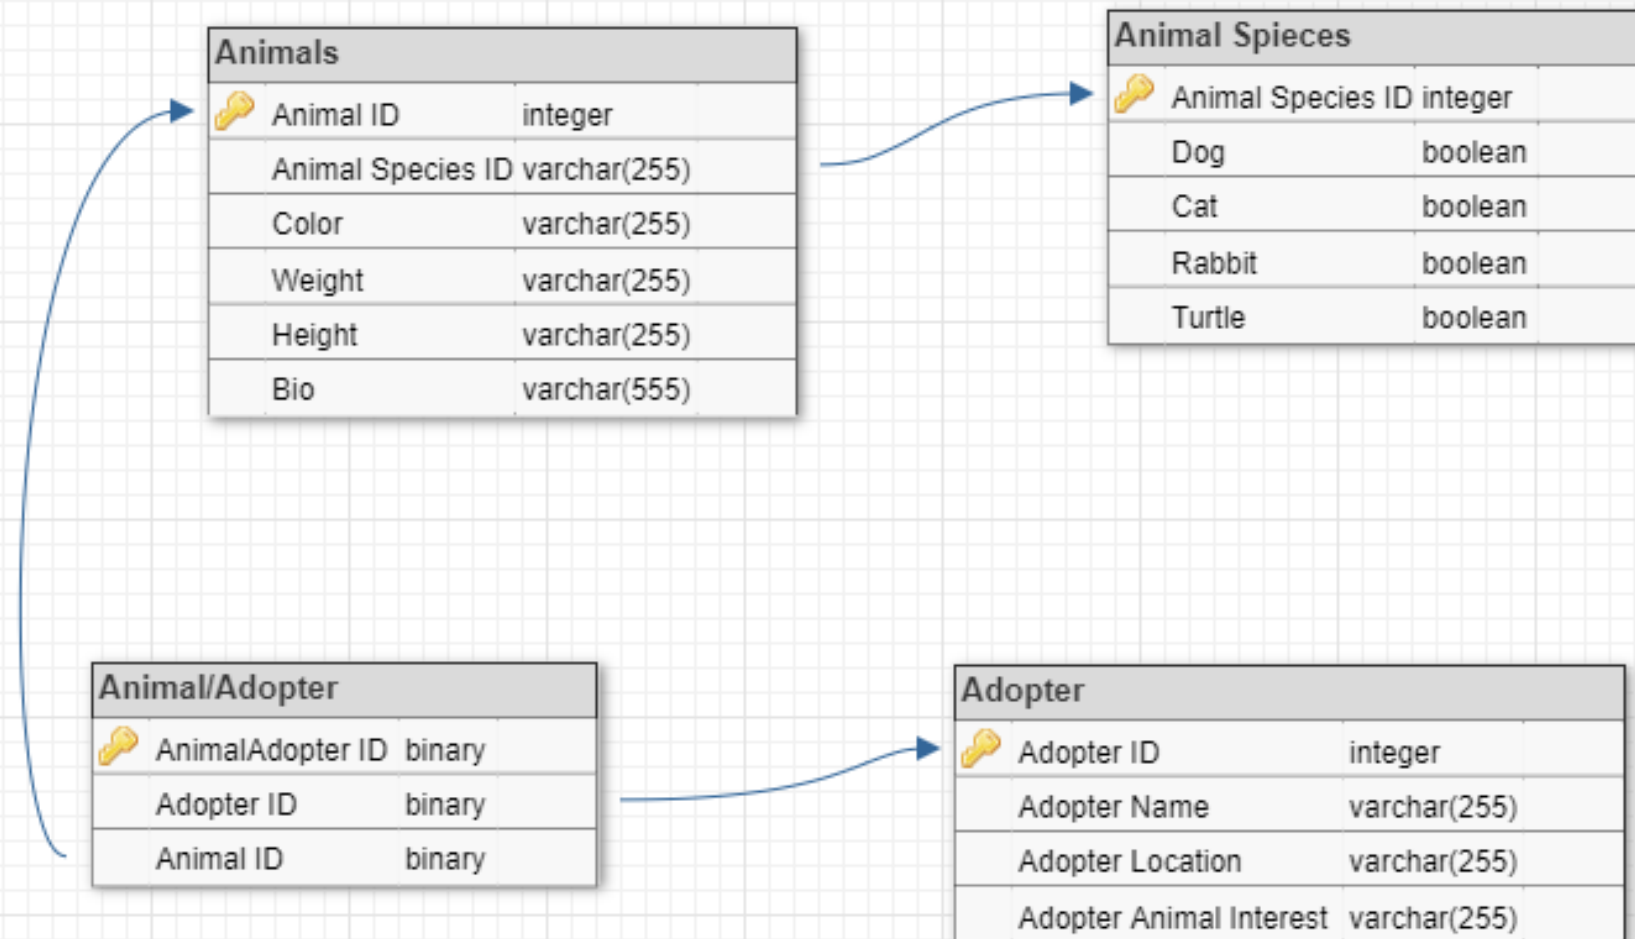 Animals
Animal ID integer
Animal Species ID varchar(255)
Color varchar(255)
Weight varchar(255)
Height varchar(255)
Bio varchar(555)
Animal Spieces
Animal Species ID integer
Dog boolean
Cat boolean
Rabbit boolean
Turtle boolean
Animal/Adopter
AnimalAdopter ID binary
Adopter ID binary
Animal ID binary
Adopter
Adopter ID integer
Adopter Name varchar(255)
Adopter Location varchar(255)
Adopter Animal Interest varchar(255)